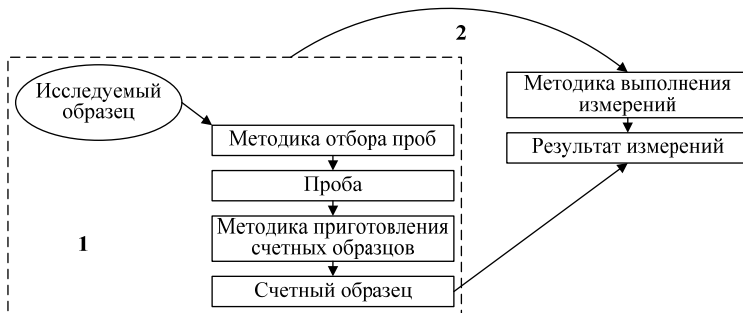 2
Исследуемый
образец
Методика выполнения
измерений
Методика отбора проб
Результат измерений
Проба
Методика приготовления
счетных образцов
1
Счетный образец